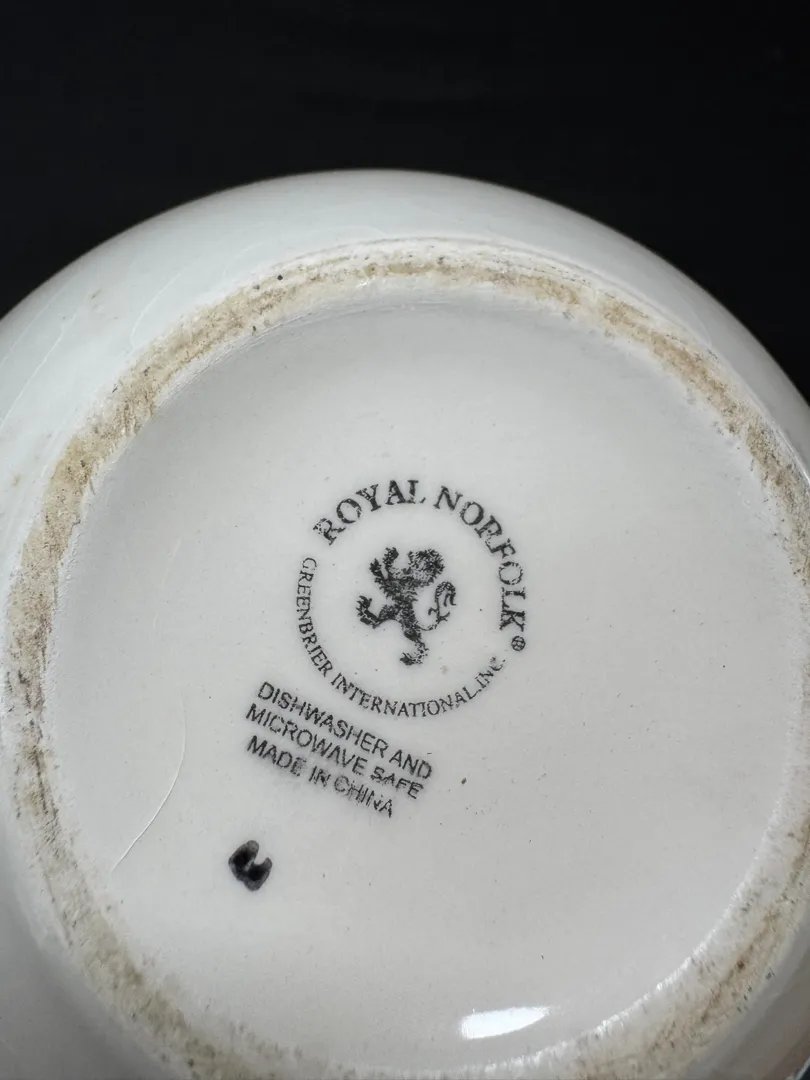 ROYAL NORFOLK®
GREENBRIER INTERNATIONAL,INC.
DISHWASHER AND
MICROWAVE SAFE
MADE IN CHINA